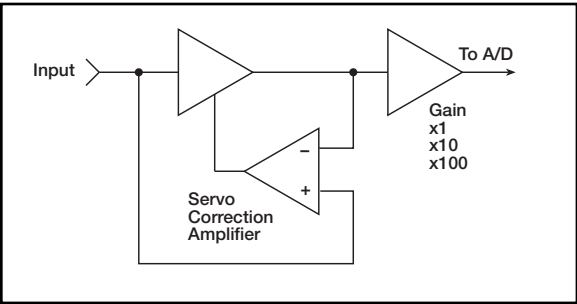 Input
To A/D
Gain
x1
x10
x100
−
+
Servo
Correction
Amplifier